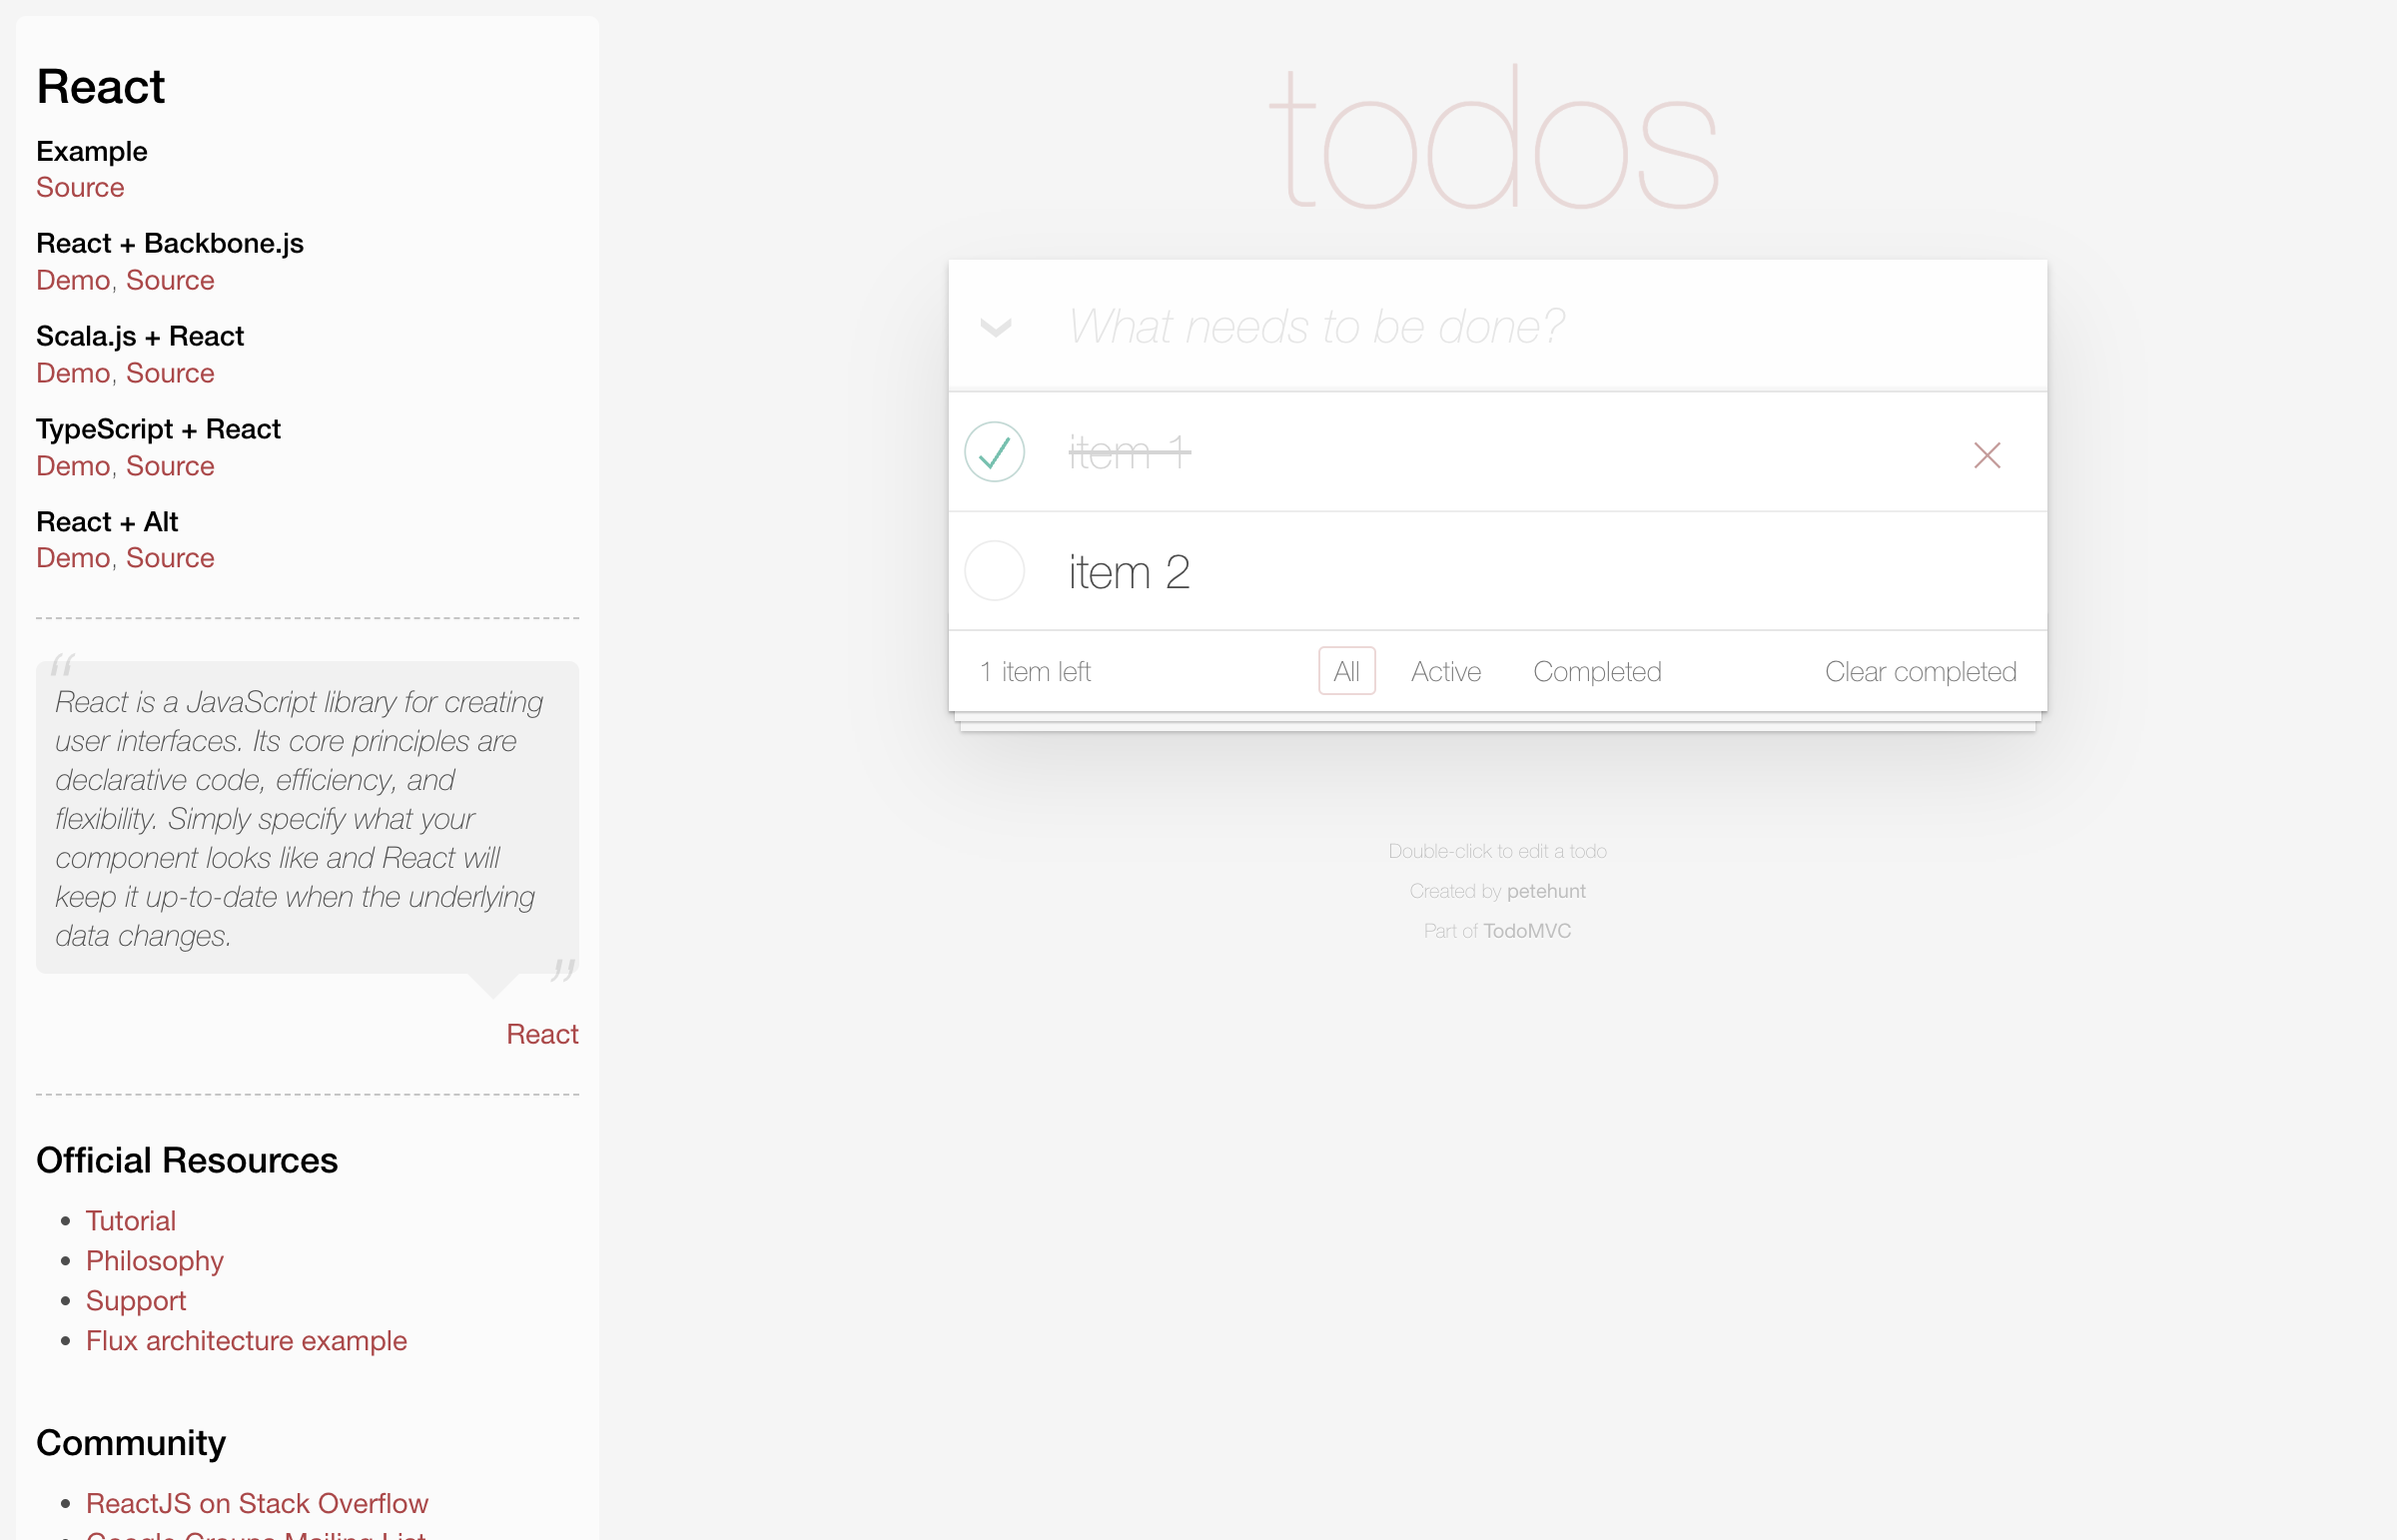 React
Example
Source
React + Backbone.js
Demo, Source
Scala.js + React
Demo, Source
TypeScript + React
Demo, Source
React + Alt
Demo, Source
“
React is a JavaScript library for creating
user interfaces. Its core principles are
declarative code, efficiency, and
flexibility. Simply specify what your
component looks like and React will
keep it up-to-date when the underlying
data changes.
”
React
Official Resources
• Tutorial
• Philosophy
• Support
• Flux architecture example
Community
• ReactJS on Stack Overflow
• Google Groups Mailing List
todos
What needs to be done?
item 1
item 2
1 item left All Active Completed Clear completed
Double-click to edit a todo
Created by petehunt
Part of TodoMVC